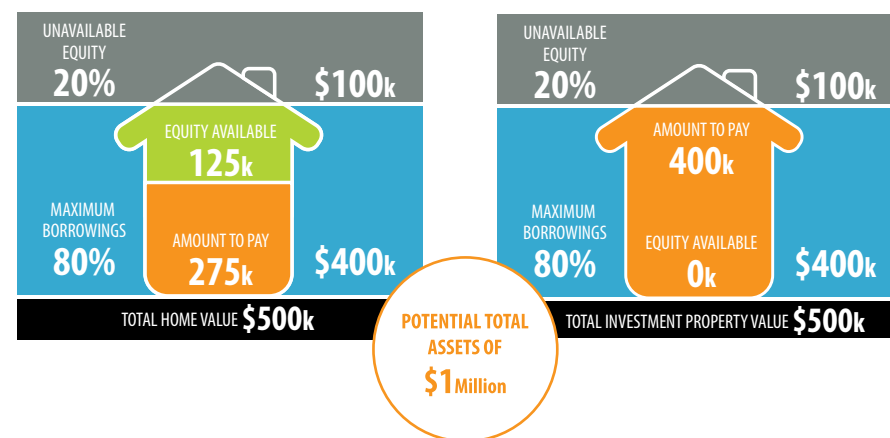 UNAVAILABLE
EQUITY
20%
$100k
EQUITY AVAILABLE
125k
MAXIMUM
BORROWINGS
80%
AMOUNT TO PAY
275k
$400k
TOTAL HOME VALUE $500k
POTENTIAL TOTAL
ASSETS OF
$1 Million
UNAVAILABLE
EQUITY
20%
$100k
AMOUNT TO PAY
400k
MAXIMUM
BORROWINGS
80%
EQUITY AVAILABLE
0k
$400k
TOTAL INVESTMENT PROPERTY VALUE $500k